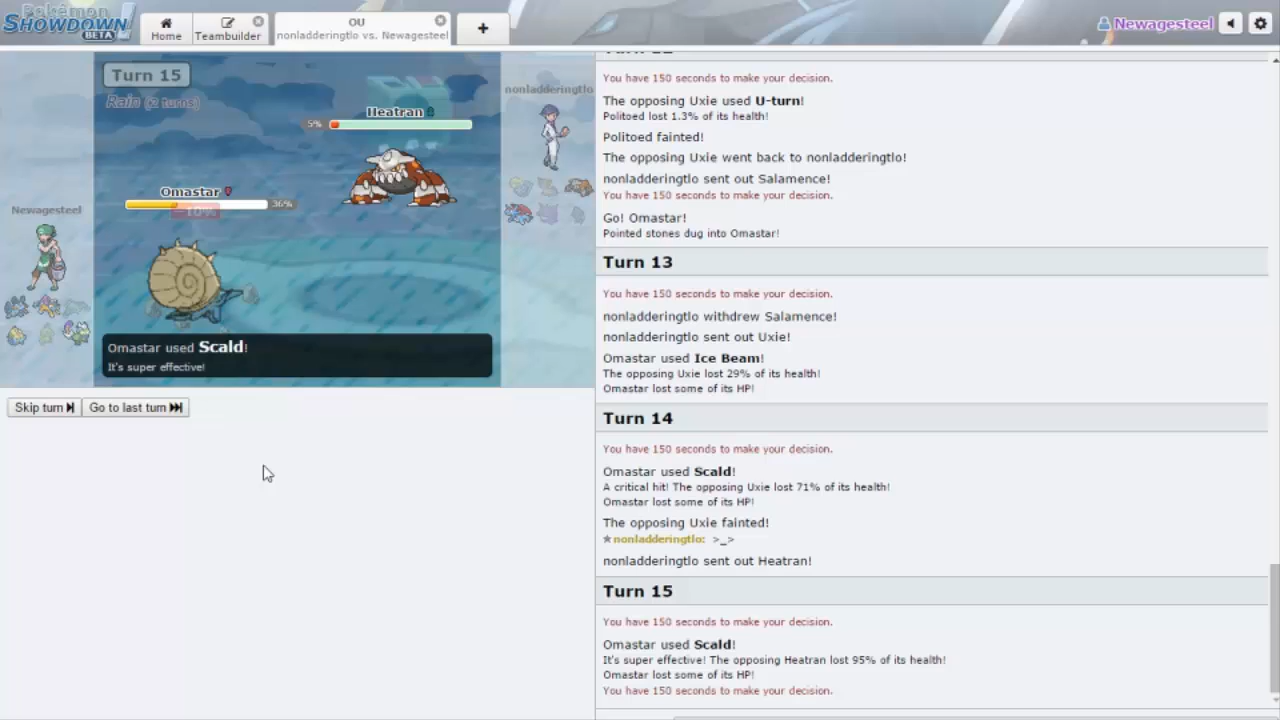 Pokémon
Showdown!
BETA
Home
Teambuilder
OU
nonladderingtlo vs. Newagesteel
+
Newagesteel
Turn 15
Rain (2 turns)
nonladderingtlo
Heatran
5%
Omastar
36%
−10%
Newagesteel
Omastar used Scald!
It's super effective!
Skip turn
Go to last turn
You have 150 seconds to make your decision.
The opposing Uxie used U-turn!
Politoed lost 1.3% of its health!
Politoed fainted!
The opposing Uxie went back to nonladderingtlo!
nonladderingtlo sent out Salamence!
You have 150 seconds to make your decision.
Go! Omastar!
Pointed stones dug into Omastar!
Turn 13
You have 150 seconds to make your decision.
nonladderingtlo withdrew Salamence!
nonladderingtlo sent out Uxie!
Omastar used Ice Beam!
The opposing Uxie lost 29% of its health!
Omastar lost some of its HP!
Turn 14
You have 150 seconds to make your decision.
Omastar used Scald!
A critical hit! The opposing Uxie lost 71% of its health!
Omastar lost some of its HP!
The opposing Uxie fainted!
★nonladderingtlo: >_>
nonladderingtlo sent out Heatran!
Turn 15
You have 150 seconds to make your decision.
Omastar used Scald!
It's super effective! The opposing Heatran lost 95% of its health!
Omastar lost some of its HP!
You have 150 seconds to make your decision.